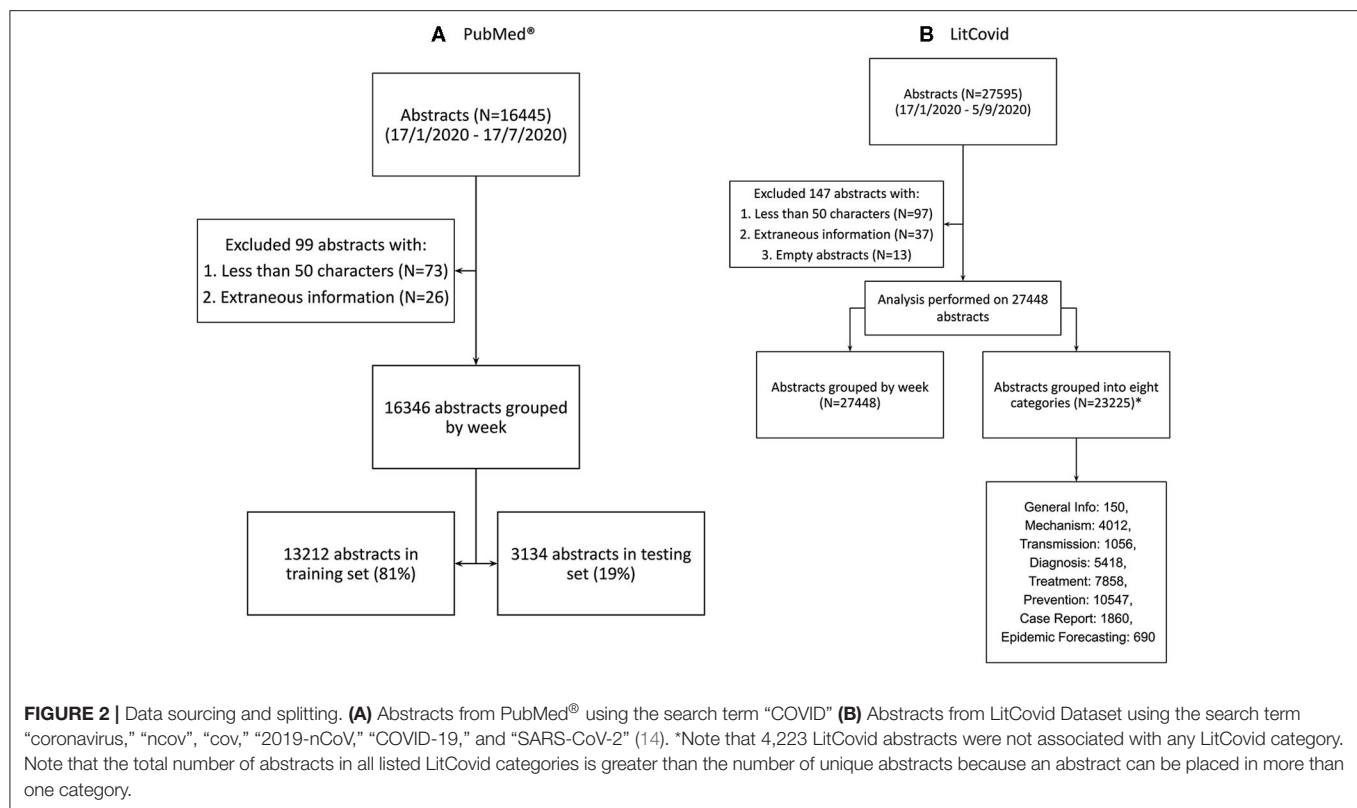 A PubMed®
Abstracts (N=16445)
(17/1/2020 - 17/7/2020)
Excluded 99 abstracts with:
1. Less than 50 characters (N=73)
2. Extraneous information (N=26)
16346 abstracts grouped
by week
13212 abstracts in
training set (81%)
3134 abstracts in testing
set (19%)
B LitCovid
Abstracts (N=27595)
(17/1/2020 - 5/9/2020)
Excluded 147 abstracts with:
1. Less than 50 characters (N=97)
2. Extraneous information (N=37)
3. Empty abstracts (N=13)
Analysis performed on 27448
abstracts
Abstracts grouped by week
(N=27448)
Abstracts grouped into eight
categories (N=23225)*
General Info: 150,
Mechanism: 4012,
Transmission: 1056,
Diagnosis: 5418,
Treatment: 7858,
Prevention: 10547,
Case Report: 1860,
Epidemic Forecasting: 690
FIGURE 2 | Data sourcing and splitting. (A) Abstracts from PubMed® using the search term “COVID” (B) Abstracts from LitCovid Dataset using the search term
“coronavirus,” “ncov”, “cov,” “2019-nCoV,” “COVID-19,” and “SARS-CoV-2” (14). *Note that 4,223 LitCovid abstracts were not associated with any LitCovid category.
Note that the total number of abstracts in all listed LitCovid categories is greater than the number of unique abstracts because an abstract can be placed in more than
one category.